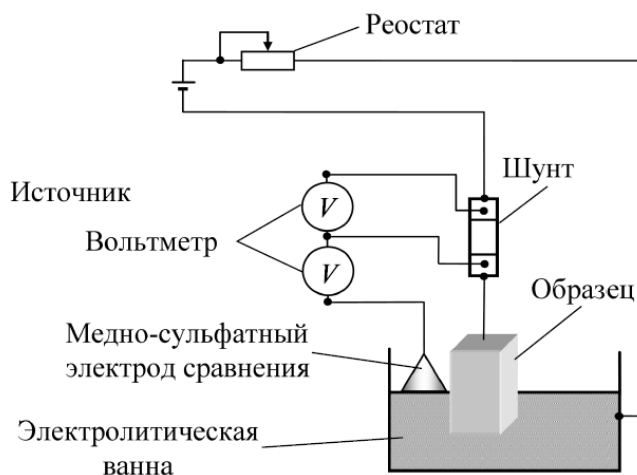 Реостат
Шунт
Источник
V
Вольтметр
V
Образец
Медно-сульфатный
электрод сравнения
Электролитическая
ванна